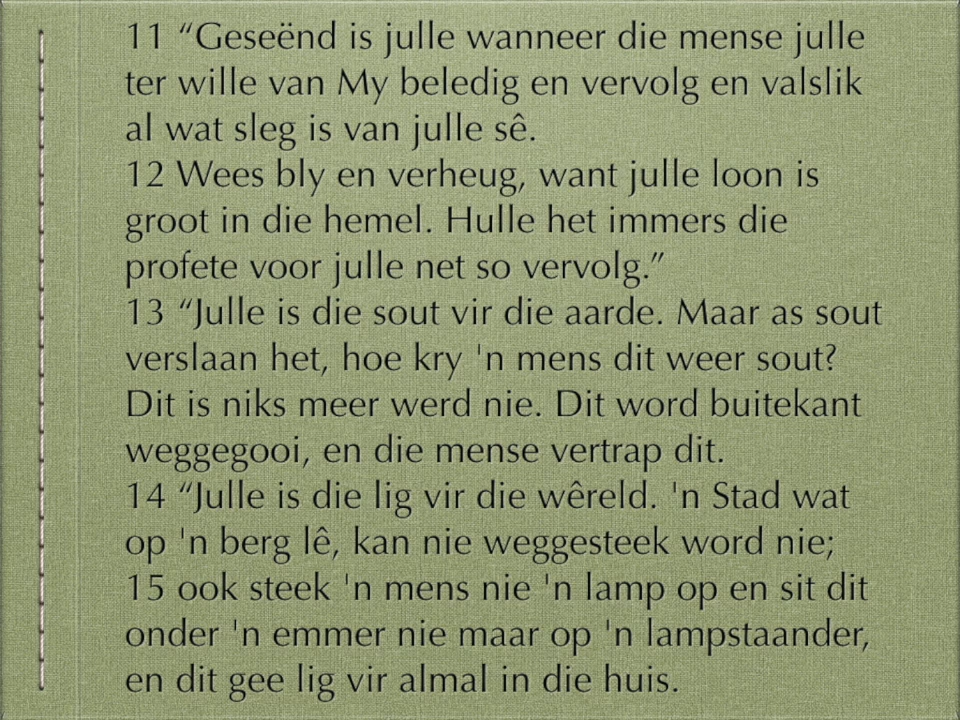 11 “Geseënd is julle wanneer die mense julle
ter wille van My beledig en vervolg en valslik
al wat sleg is van julle sê.
12 Wees bly en verheug, want julle loon is
groot in die hemel. Hulle het immers die
profete voor julle net so vervolg.”
13 “Julle is die sout vir die aarde. Maar as sout
verslaan het, hoe kry 'n mens dit weer sout?
Dit is niks meer werd nie. Dit word buitekant
weggegooi, en die mense vertrap dit.
14 “Julle is die lig vir die wêreld. 'n Stad wat
op 'n berg lê, kan nie weggesteek word nie;
15 ook steek 'n mens nie 'n lamp op en sit dit
onder 'n emmer nie maar op 'n lampstaander,
en dit gee lig vir almal in die huis.